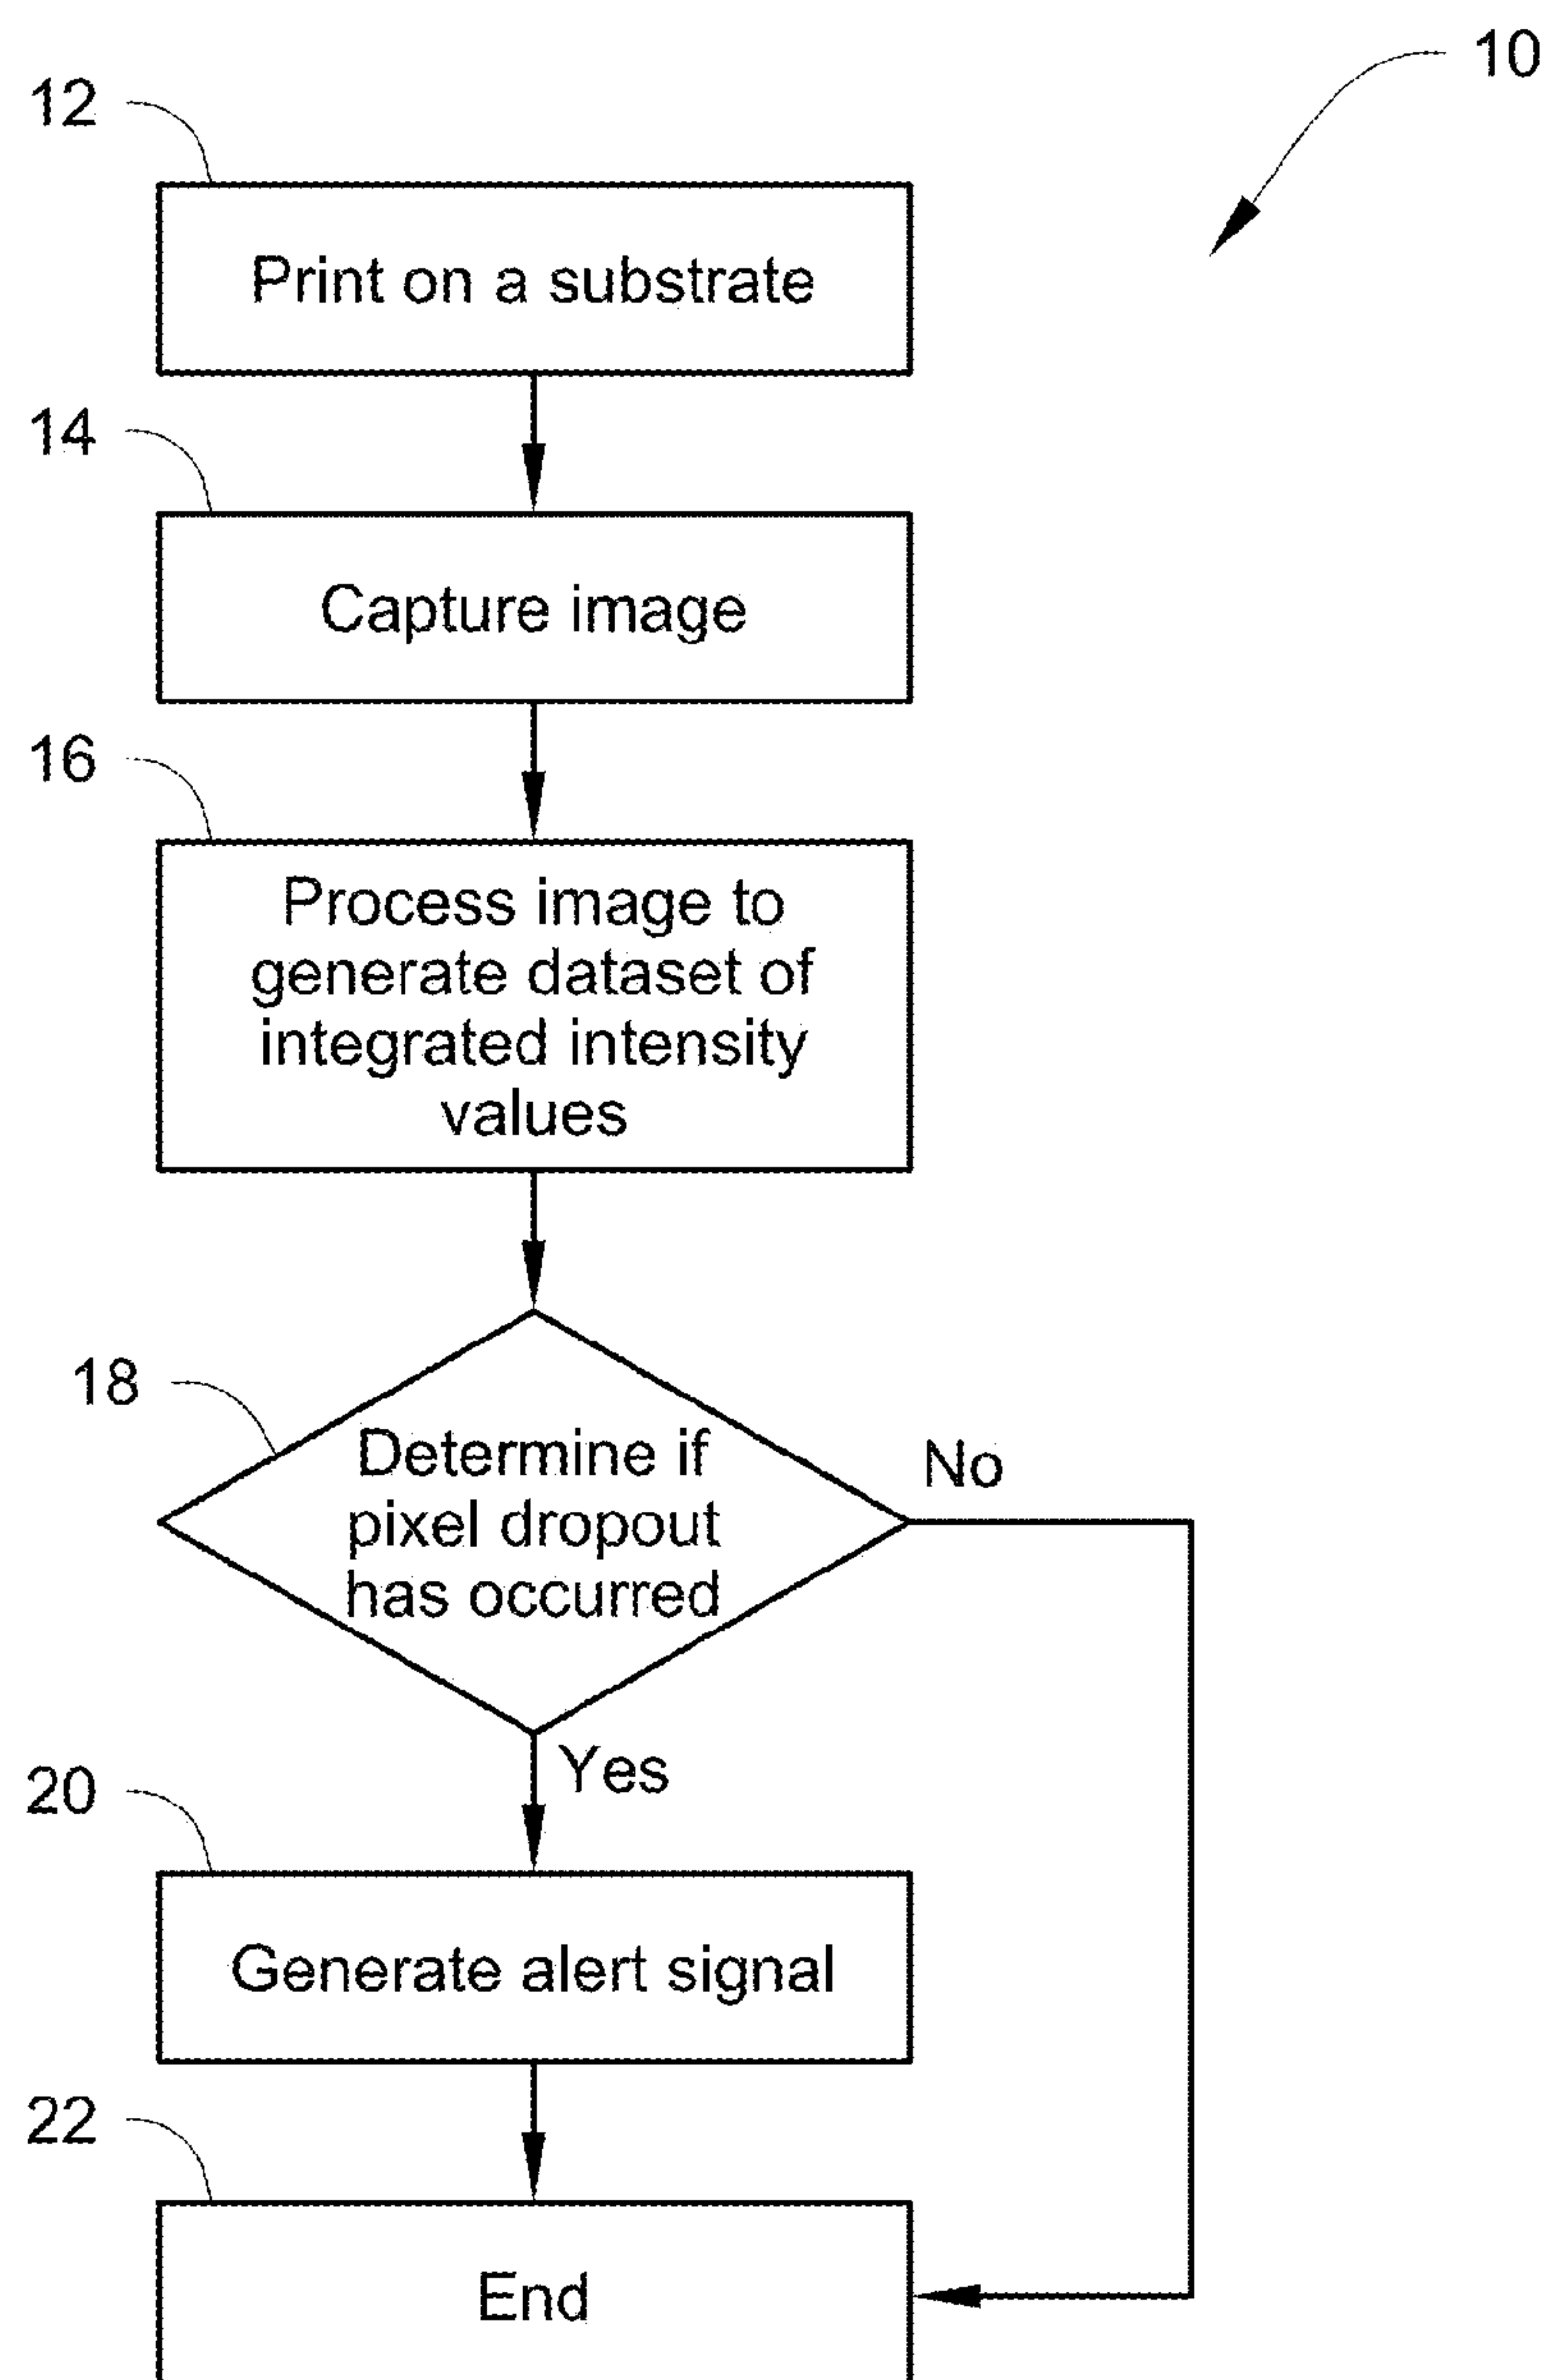 10
12
Print on a substrate
14
Capture image
16
Process image to
generate dataset of
integrated intensity
values
18
Determine if
pixel dropout
has occurred
No
Yes
20
Generate alert signal
22
End